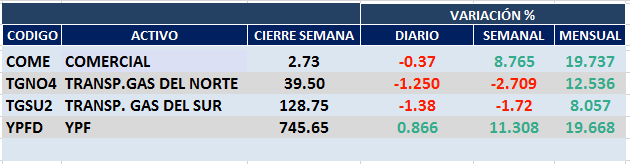 VARIACIÓN %
CODIGO ACTIVO CIERRE SEMANA DIARIO SEMANAL MENSUAL
COME COMERCIAL 2.73 -0.37 8.765 19.737
TGNO4 TRANSP.GAS DEL NORTE 39.50 -1.250 -2.709 12.536
TGSU2 TRANSP. GAS DEL SUR 128.75 -1.38 -1.72 8.057
YPFD YPF 745.65 0.866 11.308 19.668